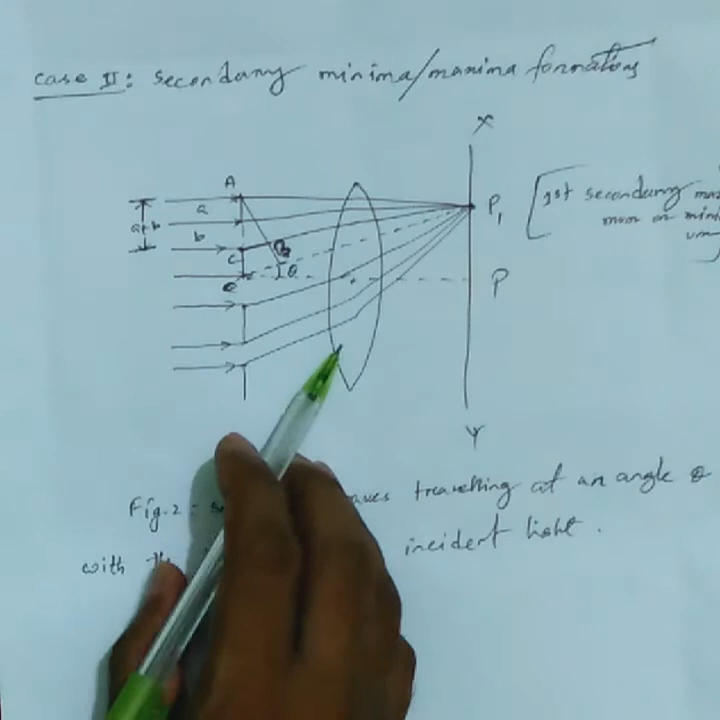 case II: secondary minima/maxima formations
X
A
a
P₁
[1st secondary
a+b
b
C
θ
P
Y
Fig.2:
travelling at an angle θ
with
incident light.